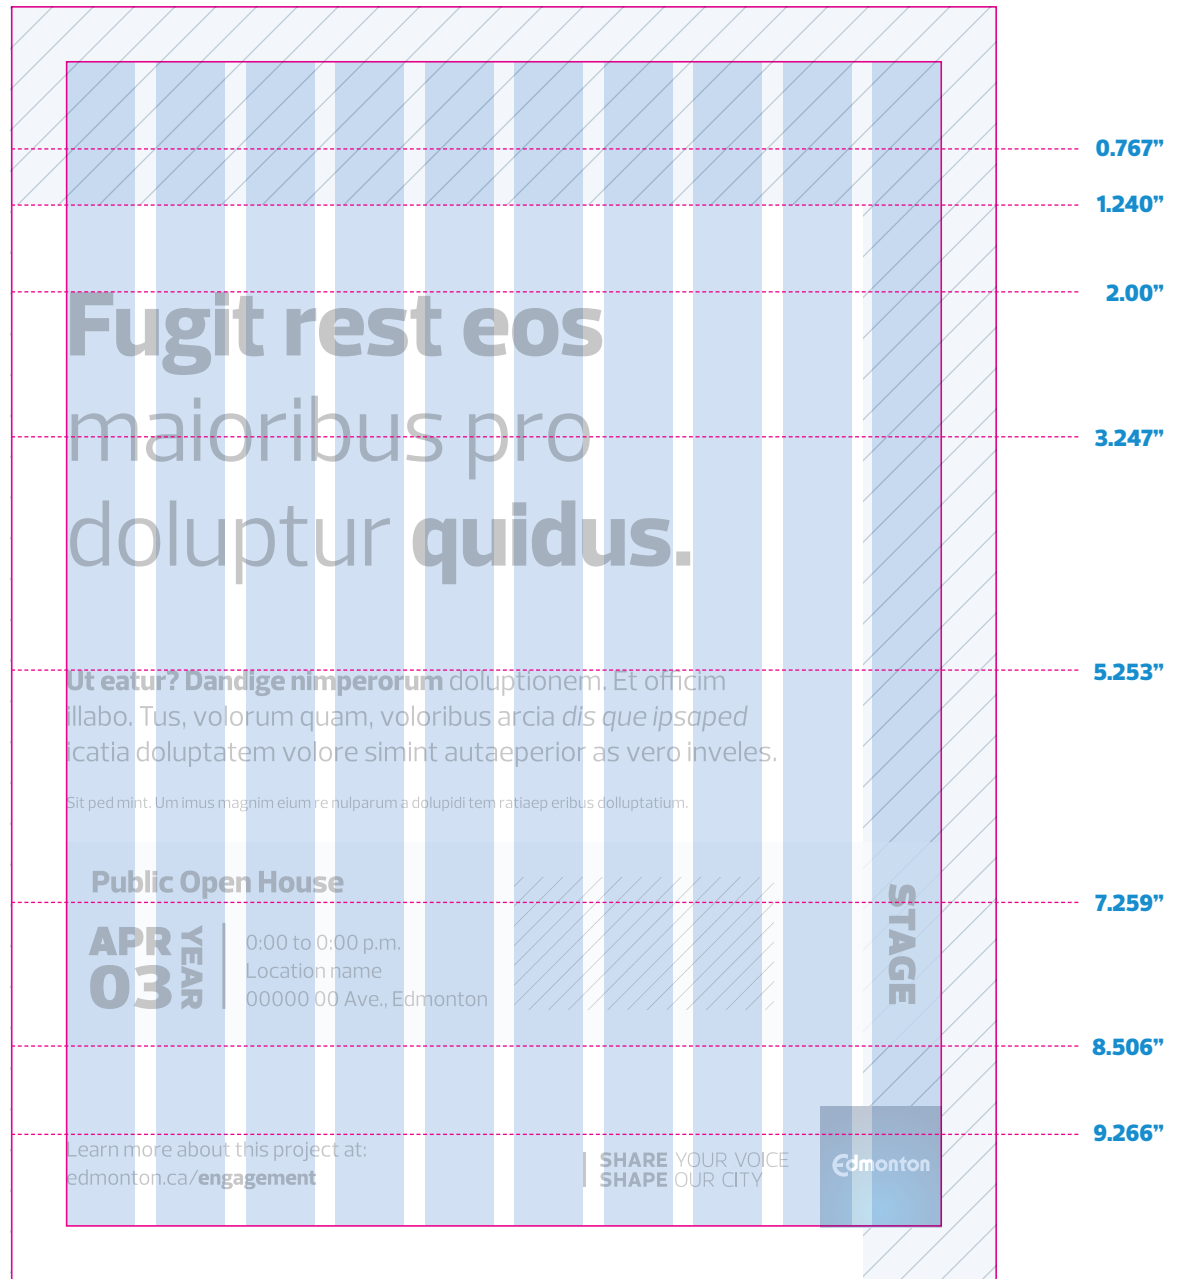 0.767”
1.240”
2.00”
Fugit rest eos
maioribus pro
3.247”
doluptur quidus.
5.253”
Ut eatur? Dandige nimperorum doluptionem. Et officim
illabo. Tus, volorum quam, voloribus arcia dis que ipsaped
icatia doluptatem volore simint autaeperior as vero inveles.
Sit ped mint. Um imus magnim eium re nulparum a dolupidi tem ratiaep eribus dolluptatium.
Public Open House
7.259”
APR
03
YEAR
0:00 to 0:00 p.m.
Location name
00000 00 Ave., Edmonton
STAGE
8.506”
9.266”
Learn more about this project at:
edmonton.ca/engagement
SHARE YOUR VOICE
SHAPE OUR CITY
Edmonton